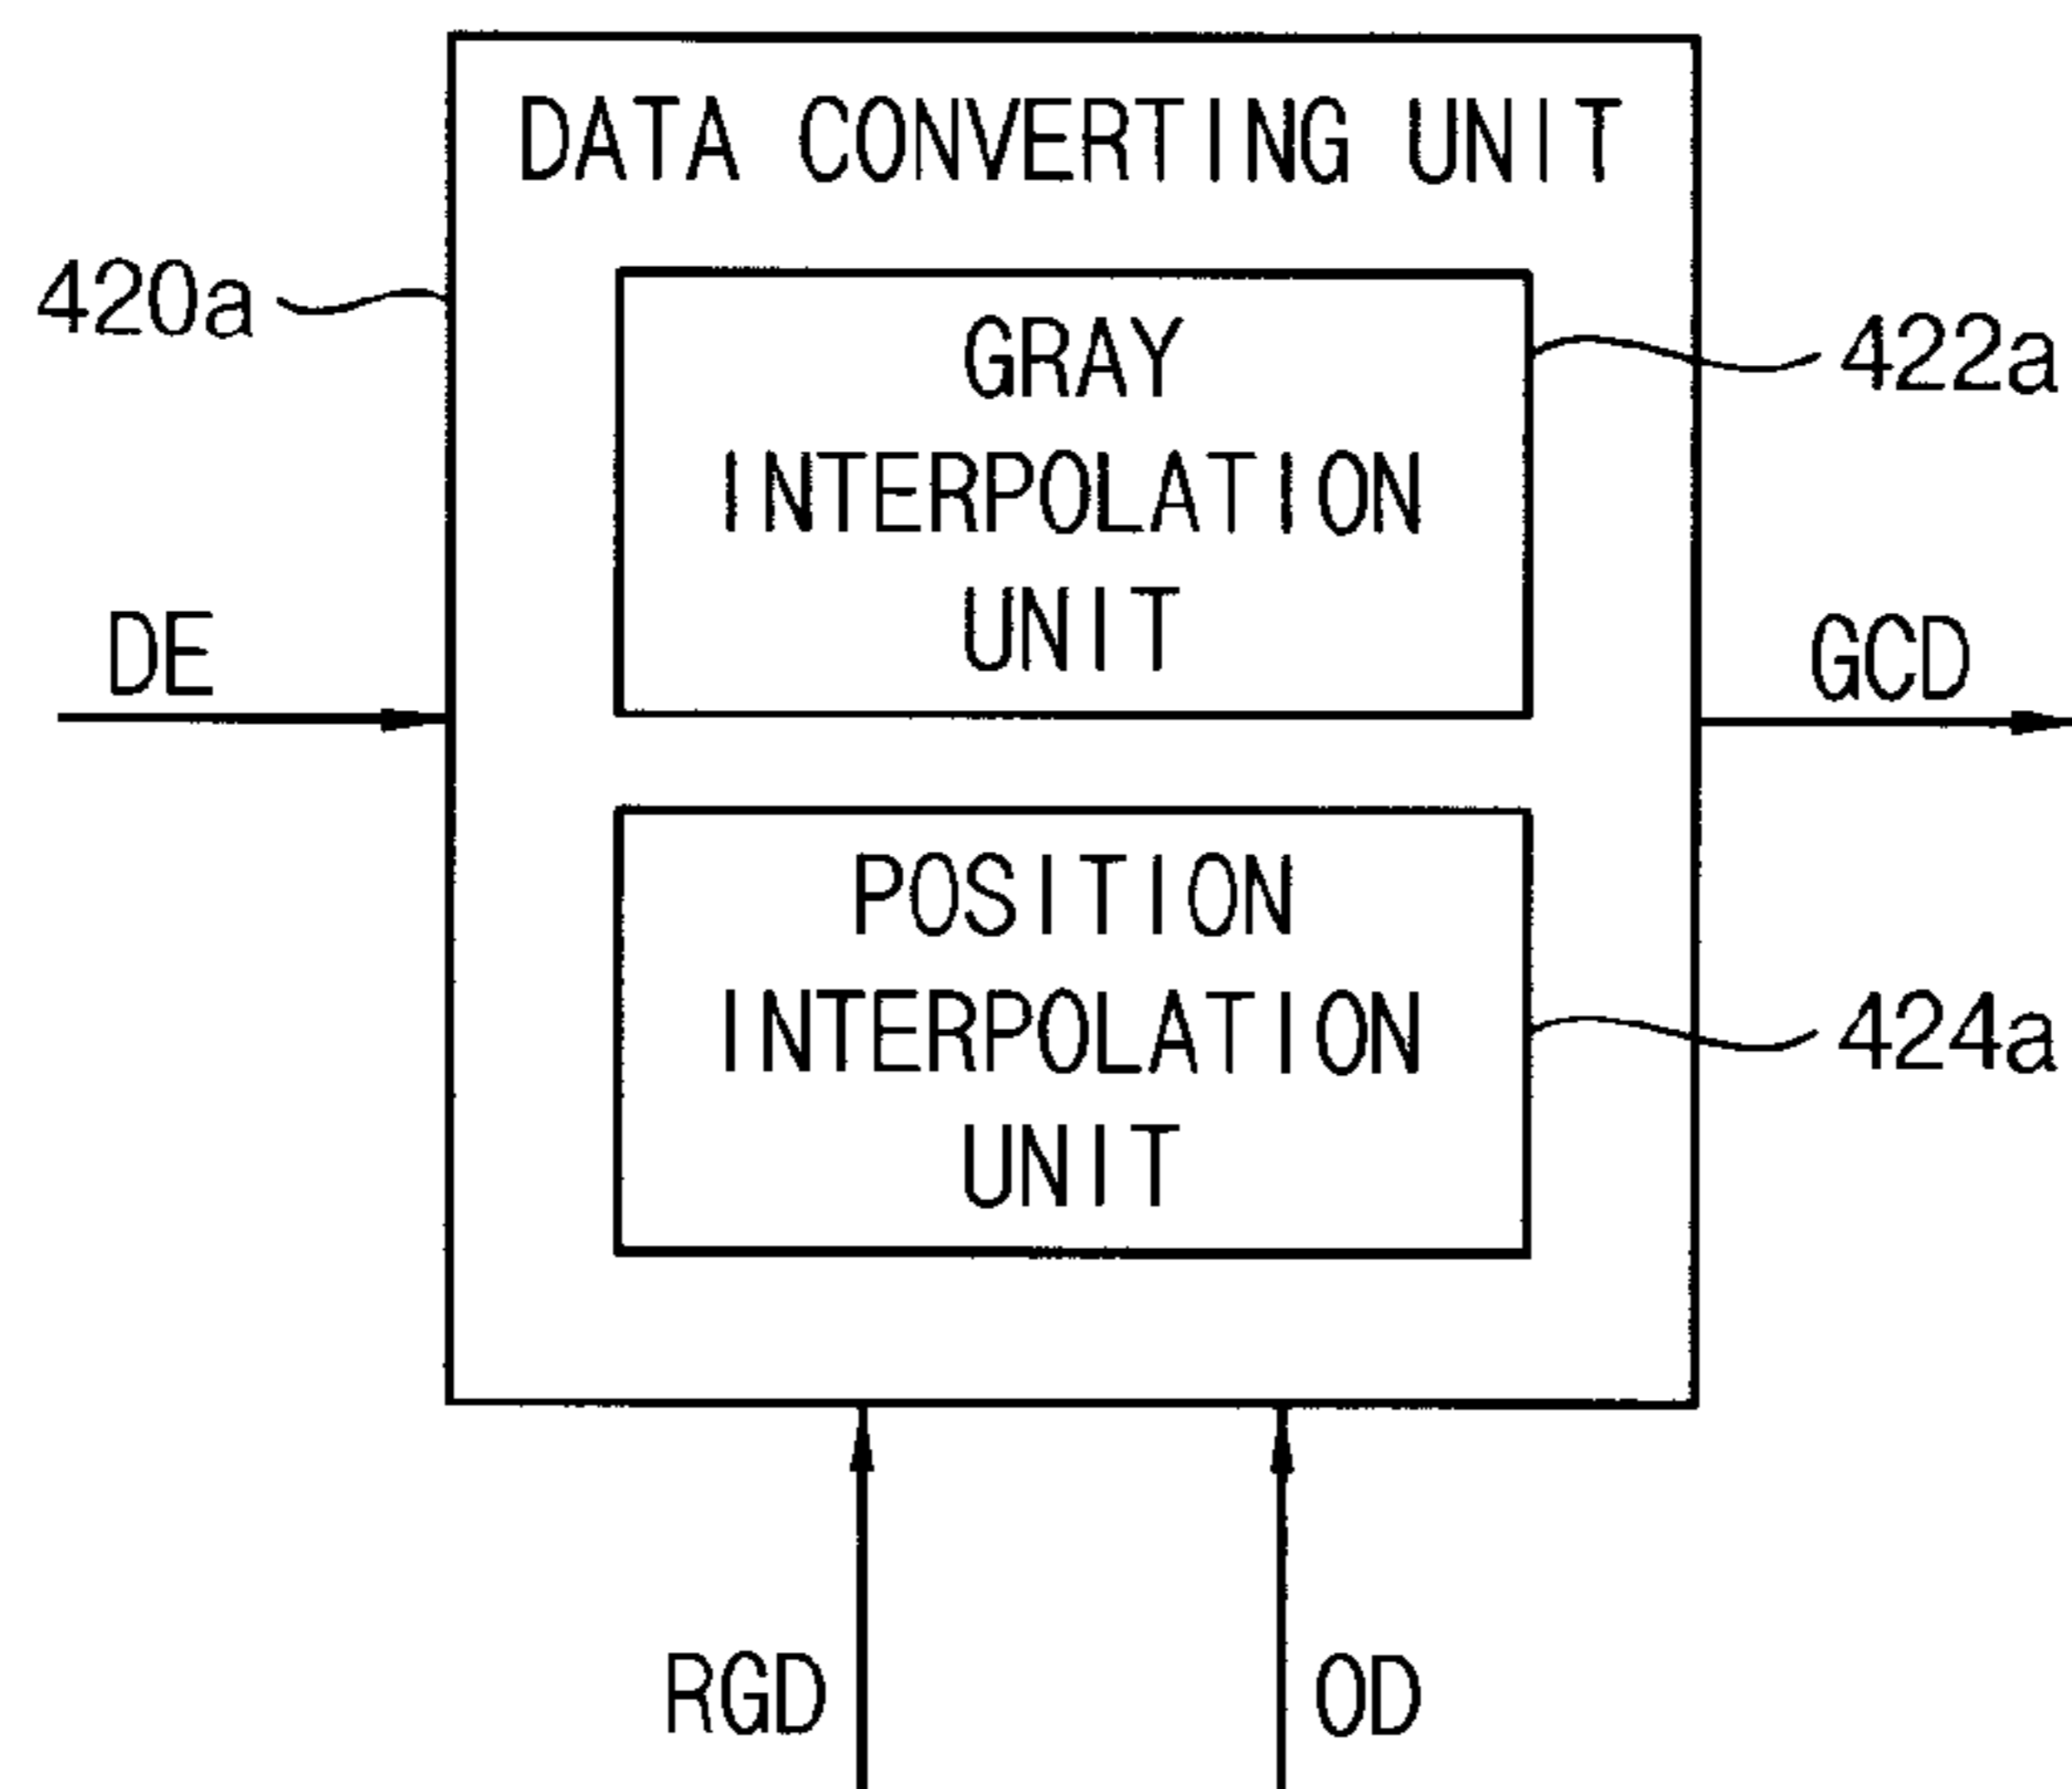 DATA CONVERTING UNIT
420a
GRAY
INTERPOLATION
UNIT
422a
DE
GCD
POSITION
INTERPOLATION
UNIT
424a
RGD
OD